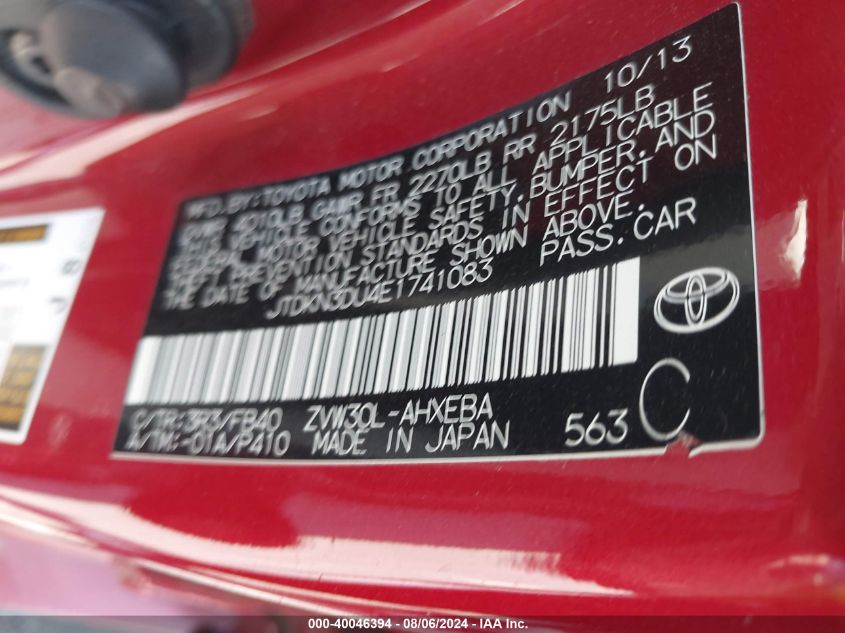 MFD.BY:TOYOTA MOTOR CORPORATION 10/13
GVWR 4010LB GAWR FR 2270LB RR 2175LB
THIS VEHICLE CONFORMS TO ALL APPLICABLE
FEDERAL MOTOR VEHICLE SAFETY,BUMPER,AND
THEFT PREVENTION STANDARDS IN EFFECT ON
THE DATE OF MANUFACTURE SHOWN ABOVE.
JTDKN3DU4E1741083 PASS.CAR
C/TR:3R3/FB40 ZVW30L-AHXEBA
A/TM:-01A/P410 MADE IN JAPAN 563 C
000-40046394 - 08/06/2024 - IAA Inc.